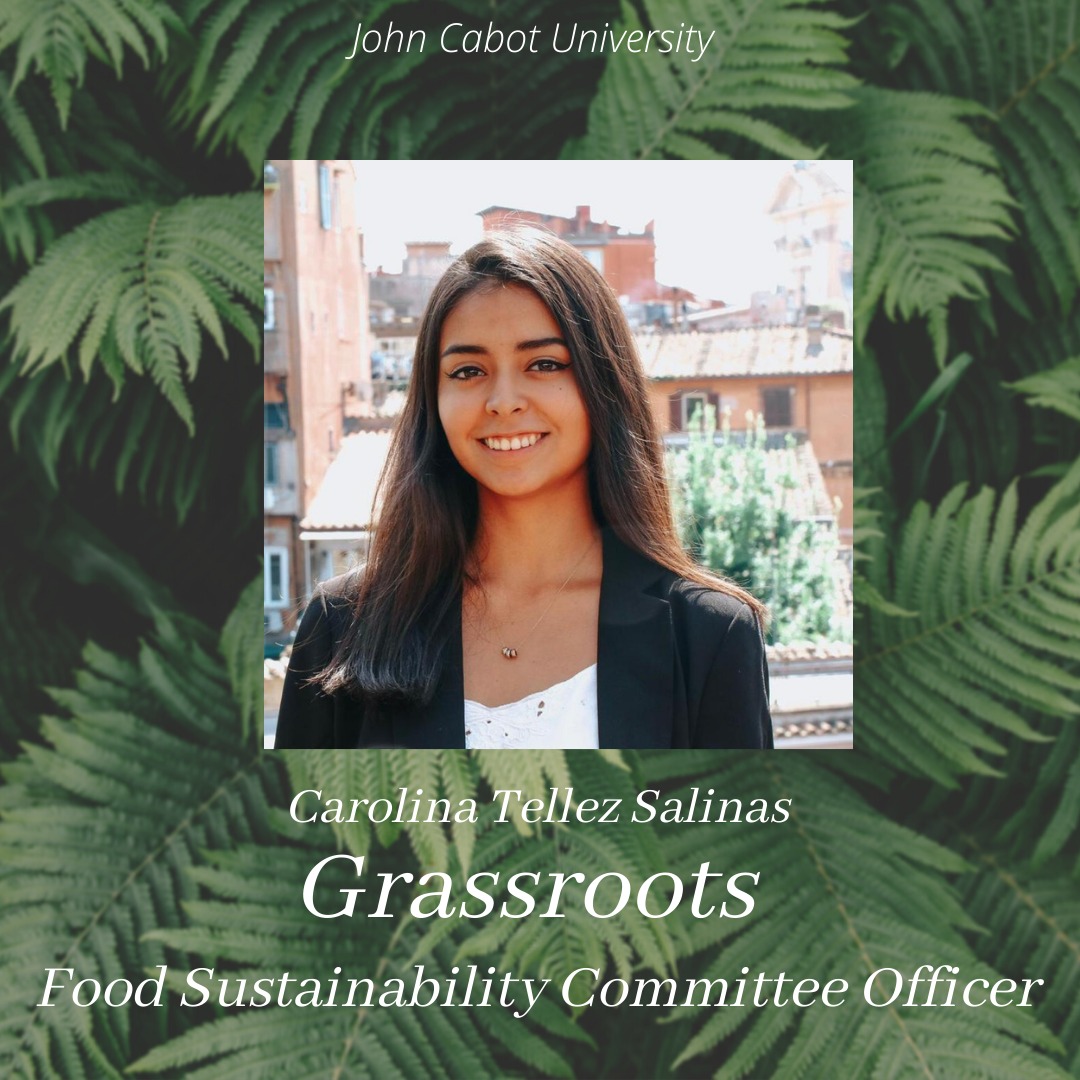 John Cabot University
Carolina Tellez Salinas
Grassroots
Food Sustainability Committee Officer